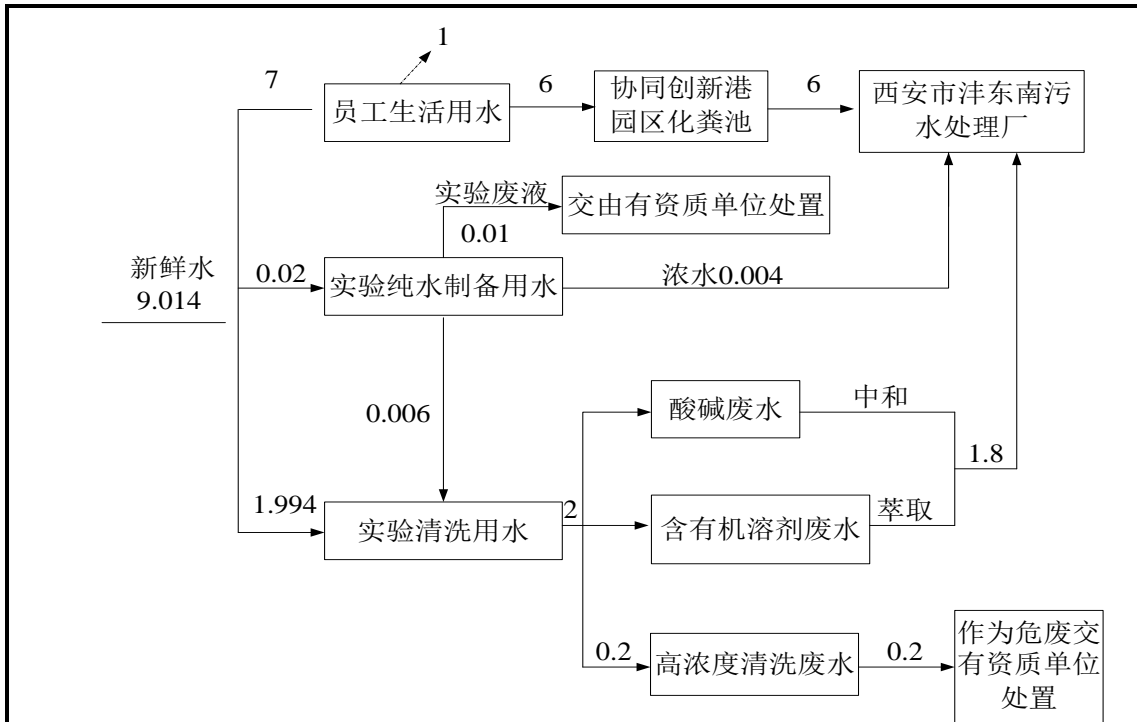 1
7
员工生活用水
6
协同创新港
园区化粪池
6
西安市沣东南污
水处理厂
实验废液
0.01
交由有资质单位处置
新鲜水
9.014
0.02
实验纯水制备用水
浓水0.004
0.006
酸碱废水
中和
1.8
1.994
实验清洗用水
2
含有机溶剂废水
萃取
0.2
高浓度清洗废水
0.2
作为危废交
有资质单位
处置